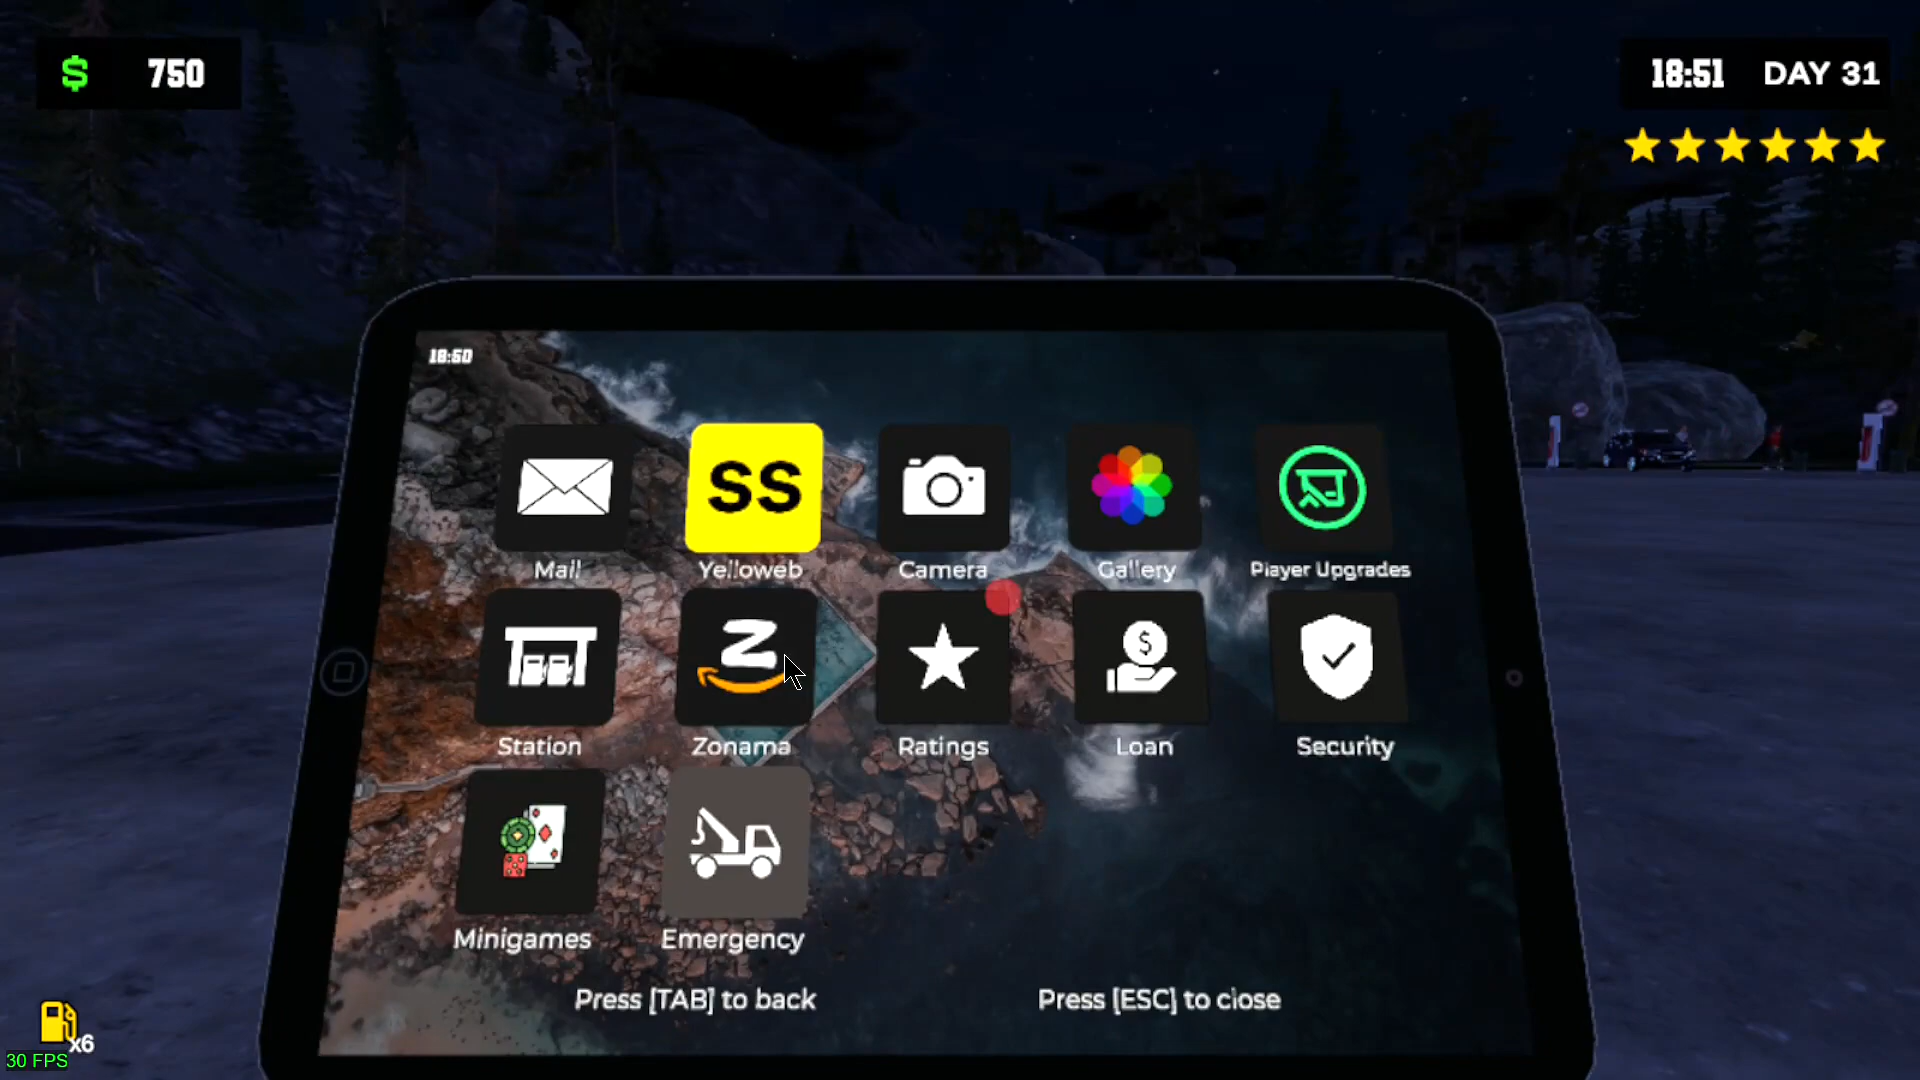 $ 750
18:51 DAY 31
18:50
SS
Mail Yelloweb Camera Gallery Player Upgrades
Z
$
Station Zonama Ratings Loan Security
Minigames Emergency
Press [TAB] to back Press [ESC] to close
x6
30 FPS